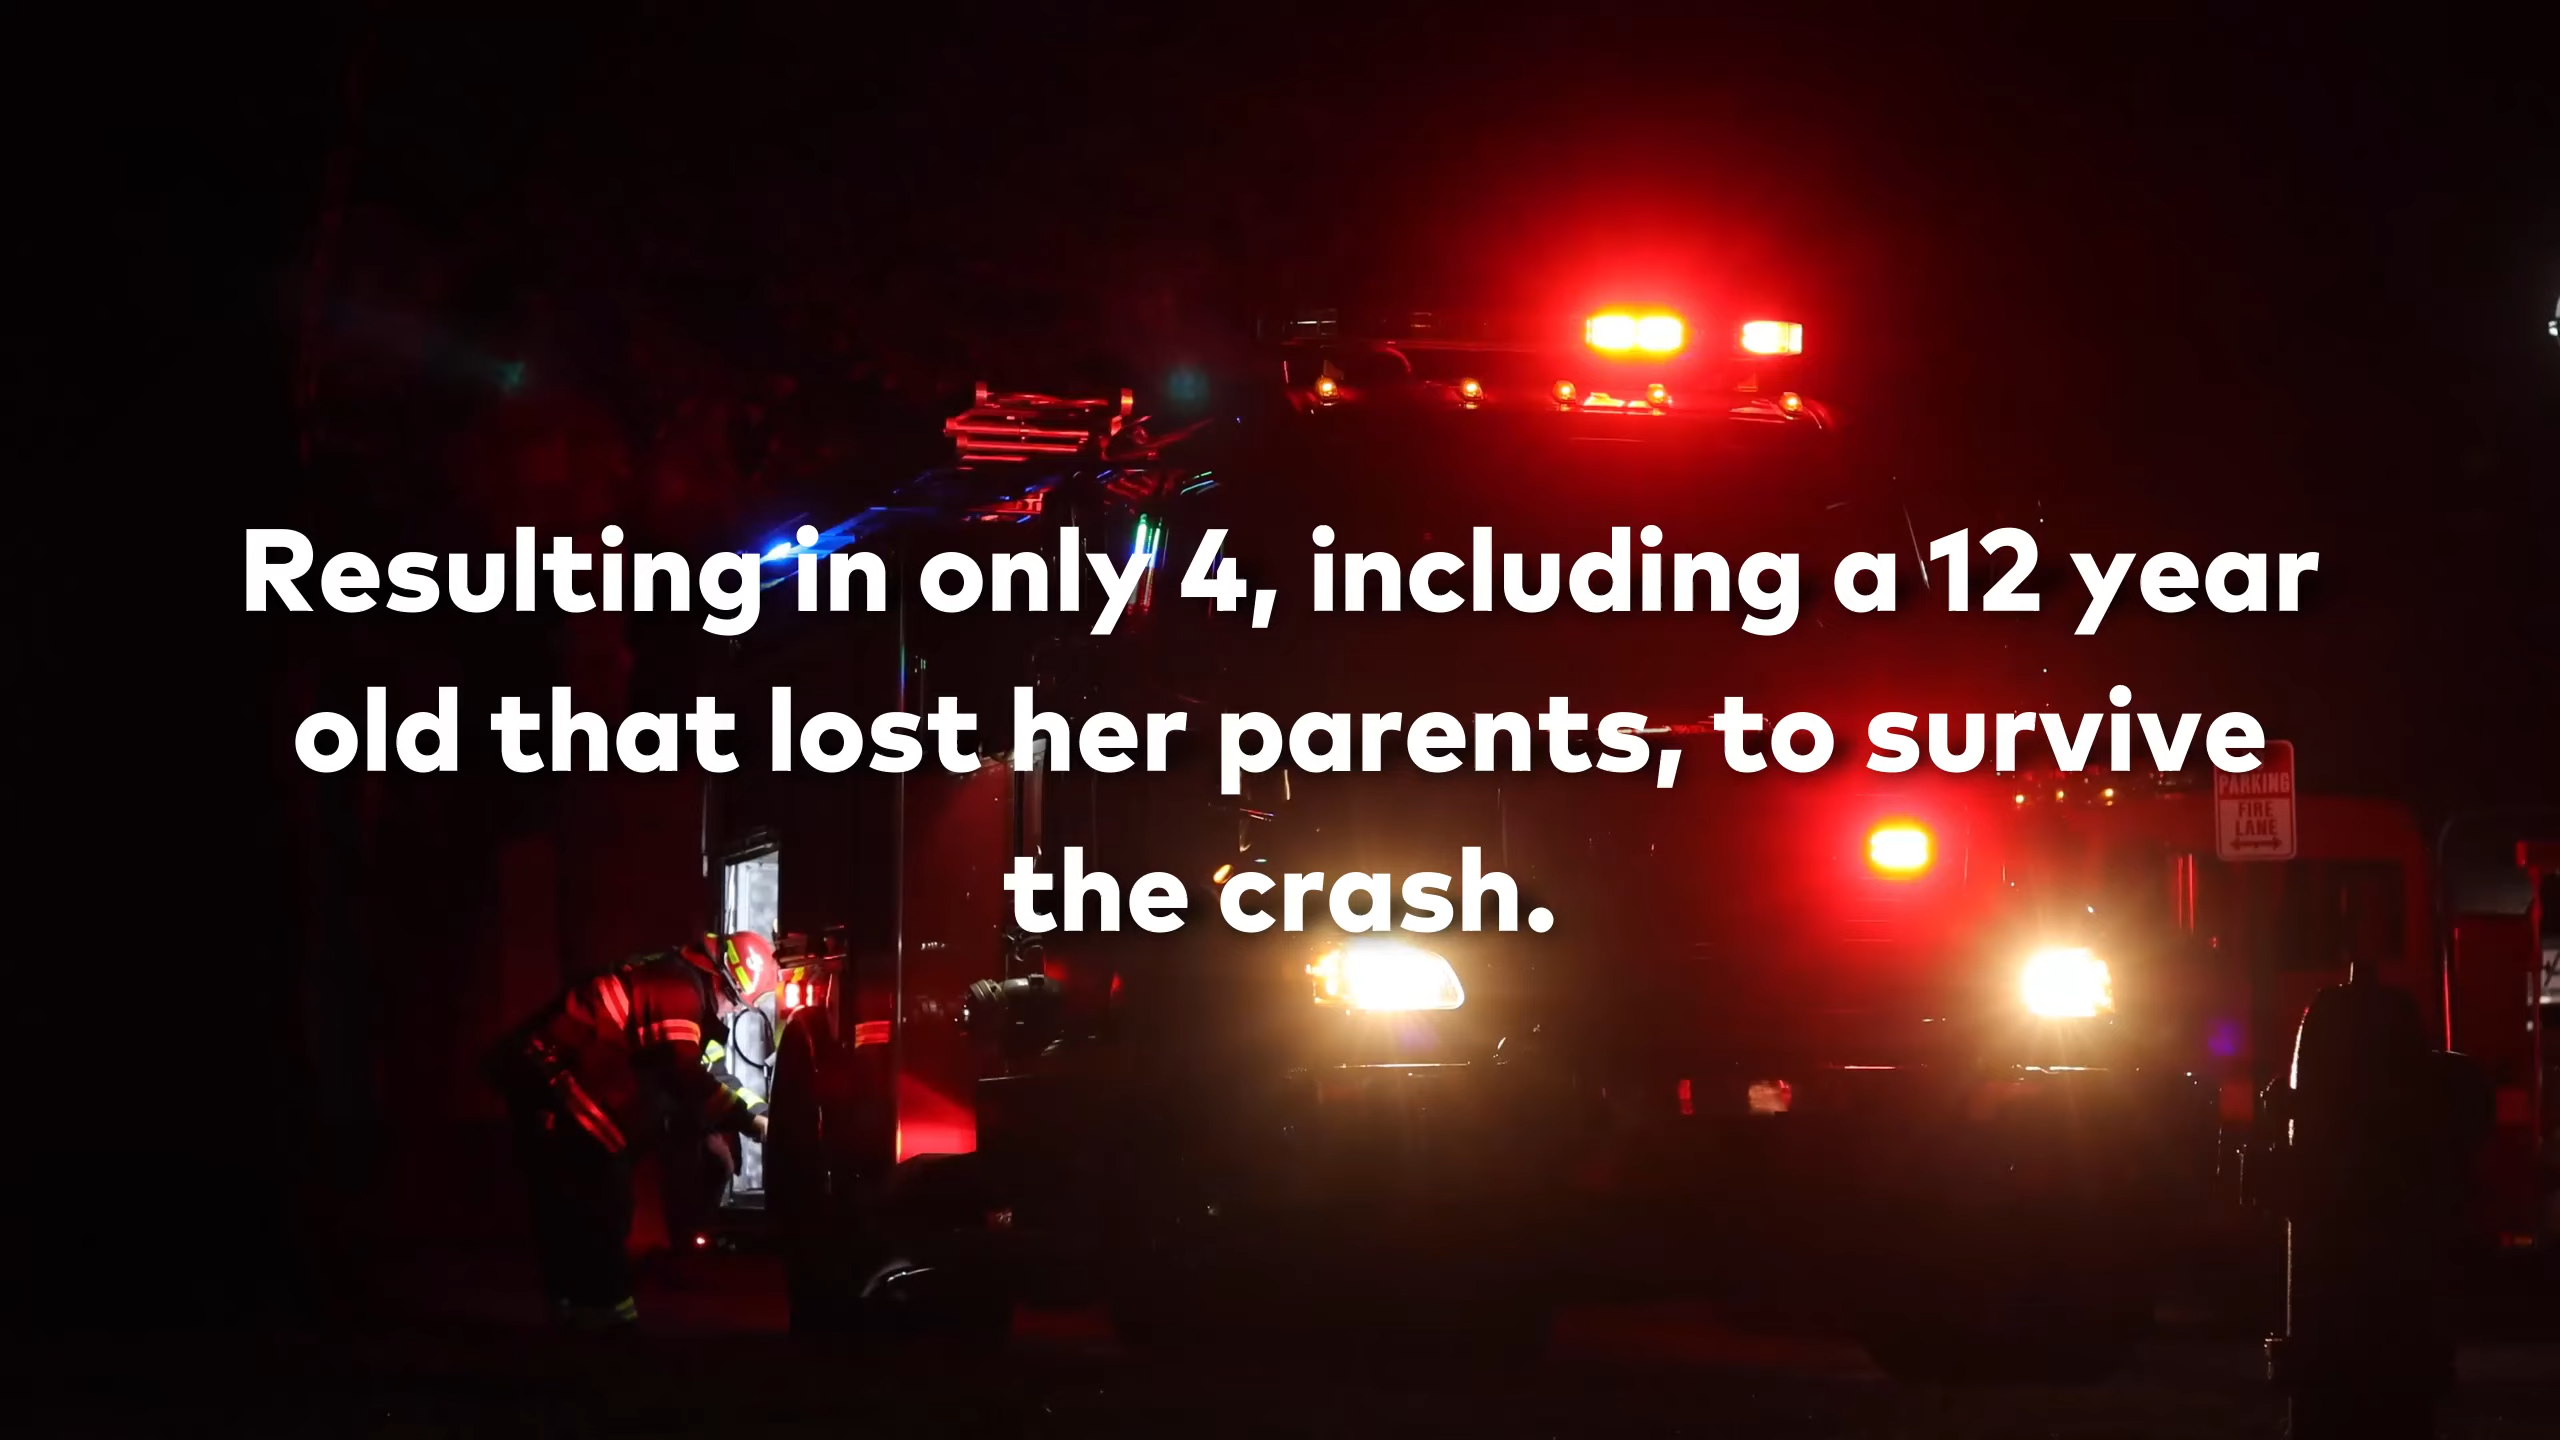 Resulting in only 4, including a 12 year
old that lost her parents, to survive
the crash.
PARKING
FIRE
LANE